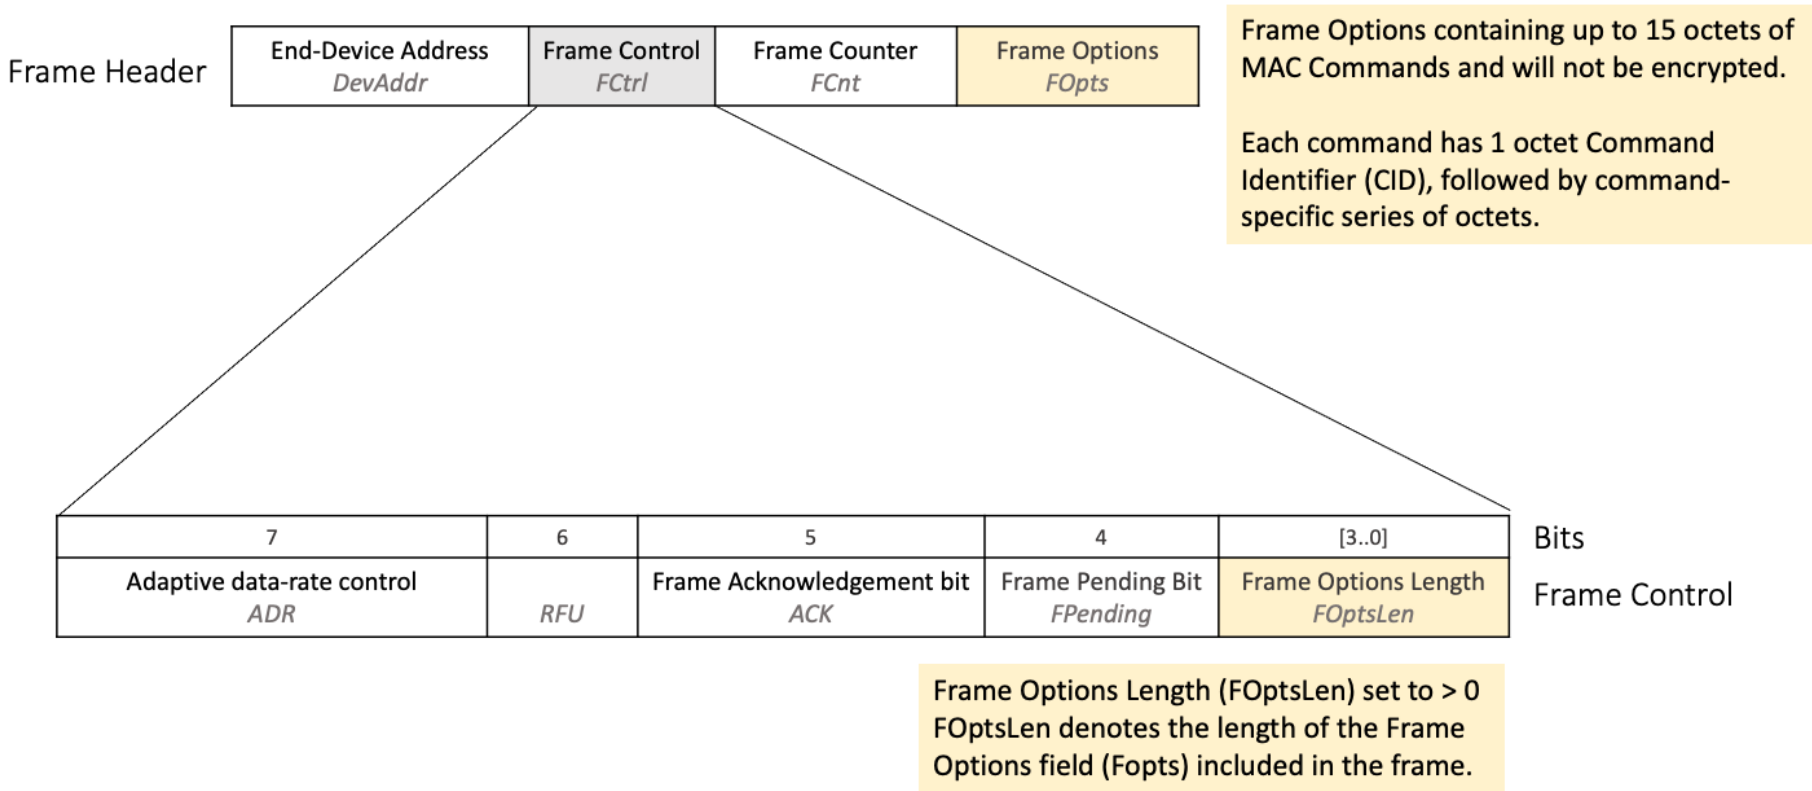 Frame Header
End-Device Address
DevAddr
Frame Control
FCtrl
Frame Counter
FCnt
Frame Options
FOpts
Frame Options containing up to 15 octets of
MAC Commands and will not be encrypted.
Each command has 1 octet Command
Identifier (CID), followed by command-
specific series of octets.
7
6
5
4
[3..0]
Bits
Adaptive data-rate control
ADR
RFU
Frame Acknowledgement bit
ACK
Frame Pending Bit
FPending
Frame Options Length
FOptsLen
Frame Control
Frame Options Length (FOptsLen) set to > 0
FOptsLen denotes the length of the Frame
Options field (Fopts) included in the frame.